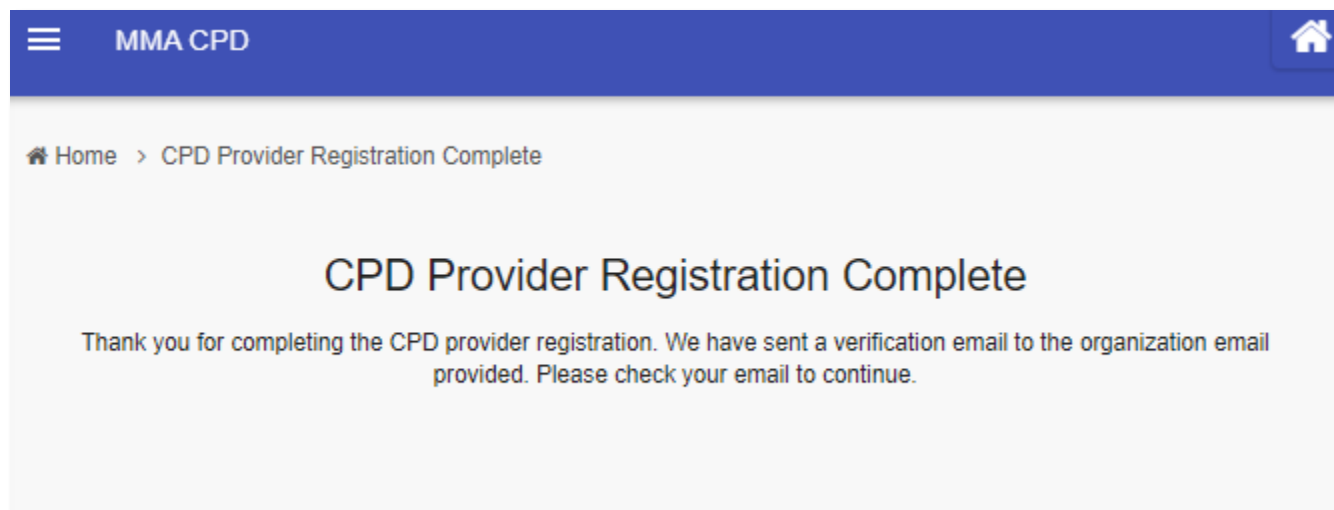 MMA CPD
Home > CPD Provider Registration Complete
CPD Provider Registration Complete
Thank you for completing the CPD provider registration. We have sent a verification email to the organization email
provided. Please check your email to continue.